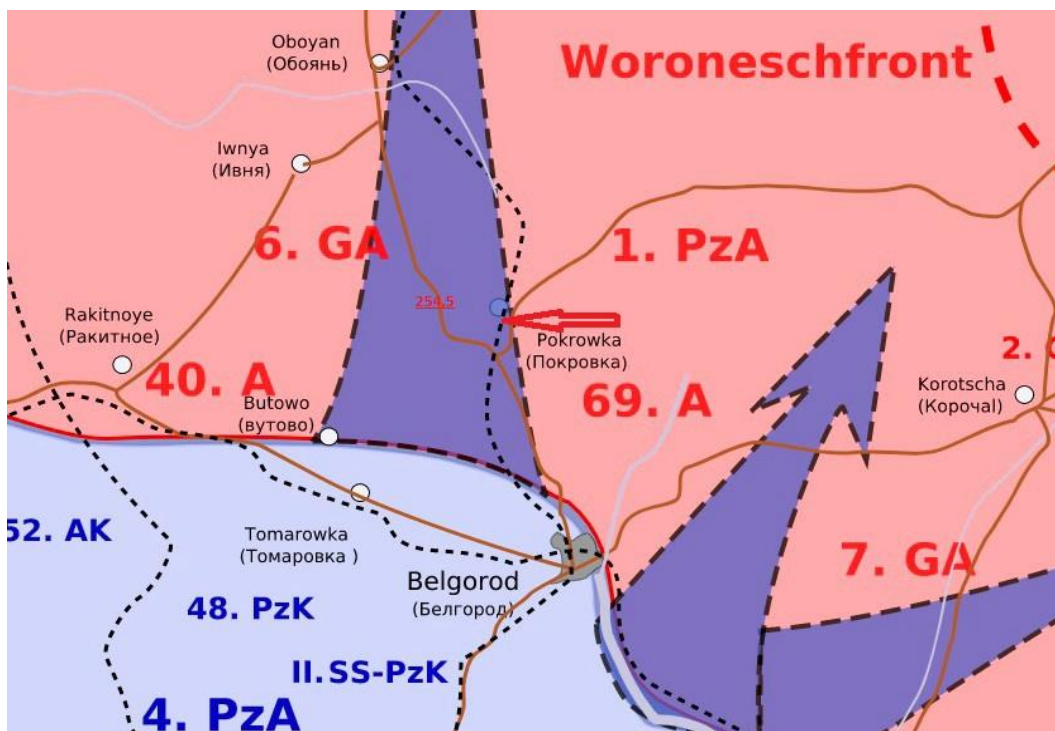 Oboyan
(Обоянь)
Woroneschfront
Iwnya
(Ивня)
6. GA
1. PzA
254,5
Rakitnoye
(Ракитное)
Pokrowka
(Покровка)
2.
40. A
69. A
Korotscha
(Корочаl)
Butowo
(вутово)
52. AK
Tomarowka
(Томаровка )
7. GA
Belgorod
(Белгород)
48. PzK
II.SS-PzK
4. PzA